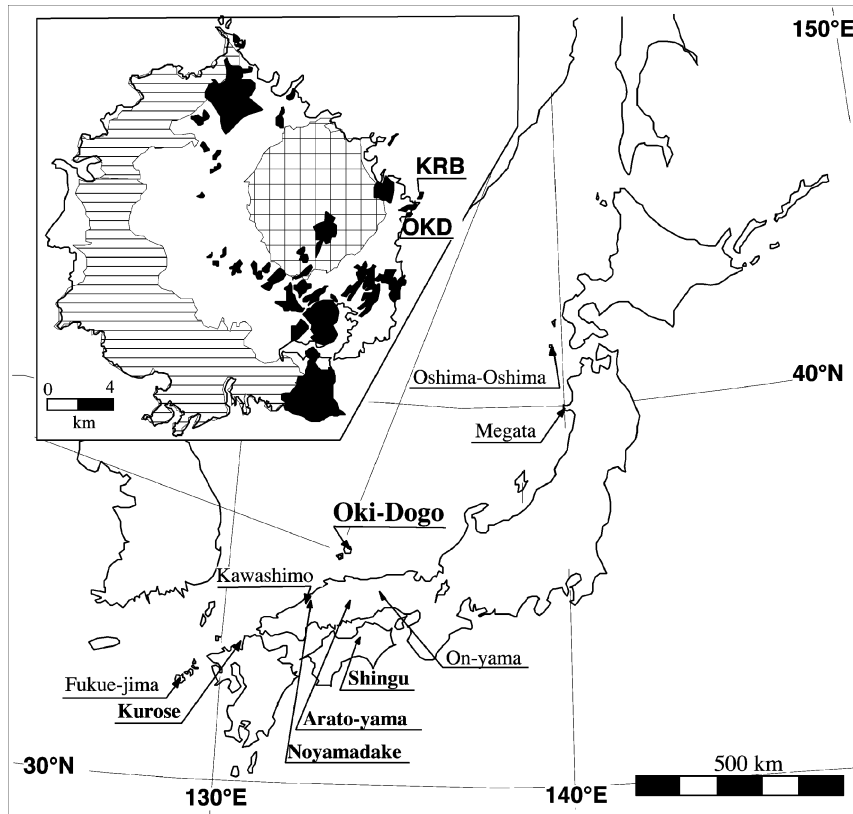 150°E
KRB
OKD
0 4
km
Oshima-Oshima
40°N
Megata
Oki-Dogo
Kawashimo
On-yama
Shingu
Fukue-jima
Kurose
Arato-yama
Noyamadake
30°N
500 km
130°E
140°E